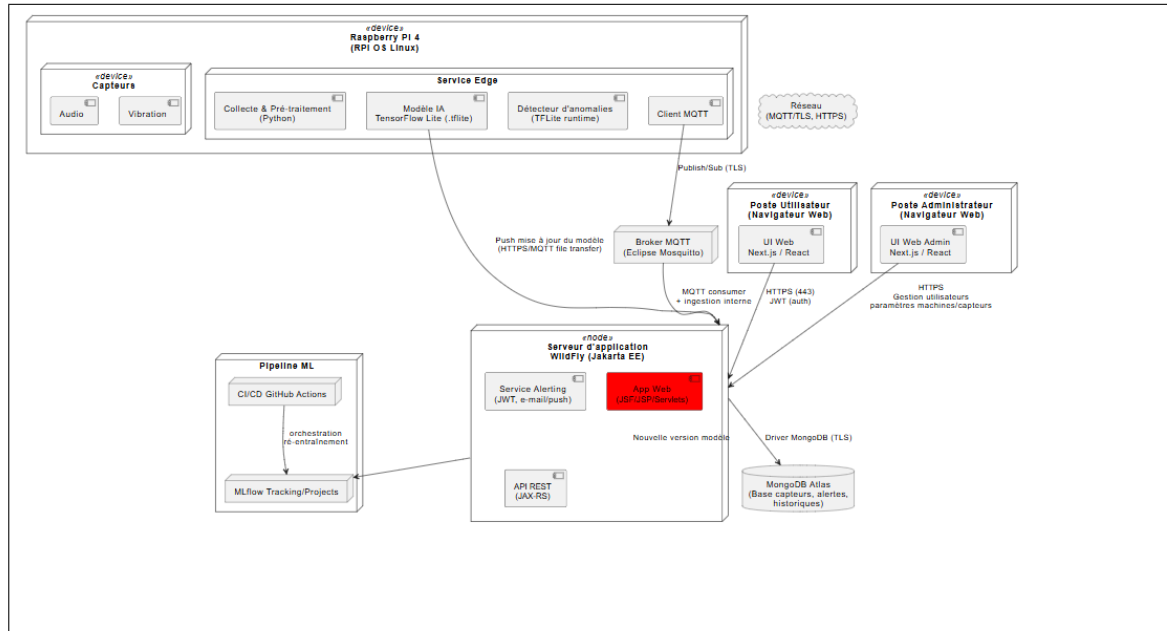 «device»
Raspberry Pi 4
(RPI OS Linux)
«device»
Capteurs
Audio
Vibration
Service Edge
Collecte & Pré-traitement
(Python)
Modèle IA
TensorFlow Lite (.tflite)
Détecteur d'anomalies
(TFLite runtime)
Client MQTT
Réseau
(MQTT/TLS, HTTPS)
Publish/Sub (TLS)
«device»
Poste Utilisateur
(Navigateur Web)
UI Web
Next.js / React
«device»
Poste Administrateur
(Navigateur Web)
UI Web Admin
Next.js / React
Push mise à jour du modèle
(HTTPS/MQTT file transfer)
Broker MQTT
(Eclipse Mosquitto)
MQTT consumer
+ ingestion interne
HTTPS (443)
JWT (auth)
HTTPS
Gestion utilisateurs
paramètres machines/capteurs
«node»
Serveur d'application
WildFly (Jakarta EE)
Service Alerting
(JWT, e-mail/push)
App Web
(JSF/JSP/Servlets)
Pipeline ML
CI/CD GitHub Actions
orchestration
ré-entraînement
MLflow Tracking/Projects
Nouvelle version modèle
Driver MongoDB (TLS)
API REST
(JAX-RS)
MongoDB Atlas
(Base capteurs, alertes,
historiques)